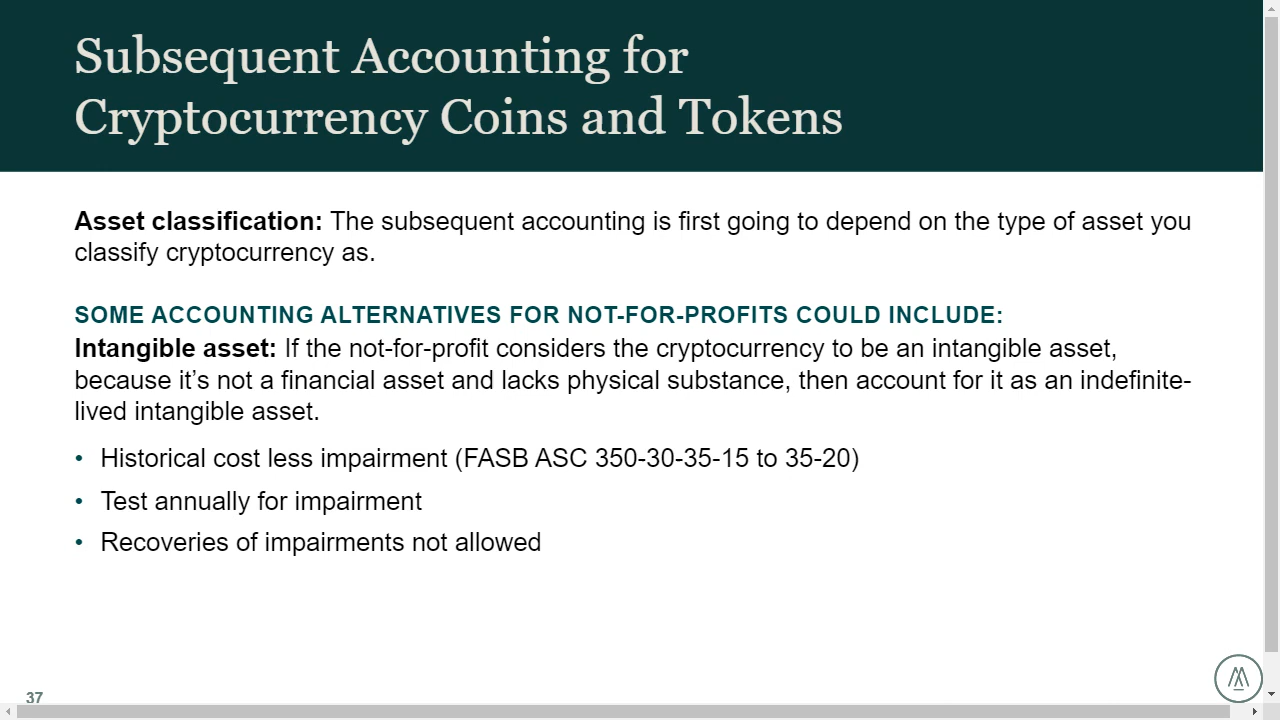 Subsequent Accounting for
Cryptocurrency Coins and Tokens
Asset classification: The subsequent accounting is first going to depend on the type of asset you
classify cryptocurrency as.
SOME ACCOUNTING ALTERNATIVES FOR NOT-FOR-PROFITS COULD INCLUDE:
Intangible asset: If the not-for-profit considers the cryptocurrency to be an intangible asset,
because it’s not a financial asset and lacks physical substance, then account for it as an indefinite-
lived intangible asset.
• Historical cost less impairment (FASB ASC 350-30-35-15 to 35-20)
• Test annually for impairment
• Recoveries of impairments not allowed
37